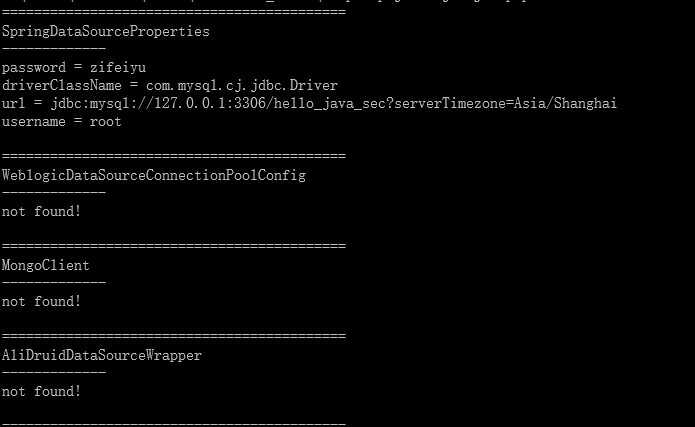 ===========================================
SpringDataSourceProperties
-------------
password = zifeiyu
driverClassName = com.mysql.cj.jdbc.Driver
url = jdbc:mysql://127.0.0.1:3306/hello_java_sec?serverTimezone=Asia/Shanghai
username = root
===========================================
WeblogicDataSourceConnectionPoolConfig
-------------
not found!
===========================================
MongoClient
-------------
not found!
===========================================
AliDruidDataSourceWrapper
-------------
not found!
===========================================